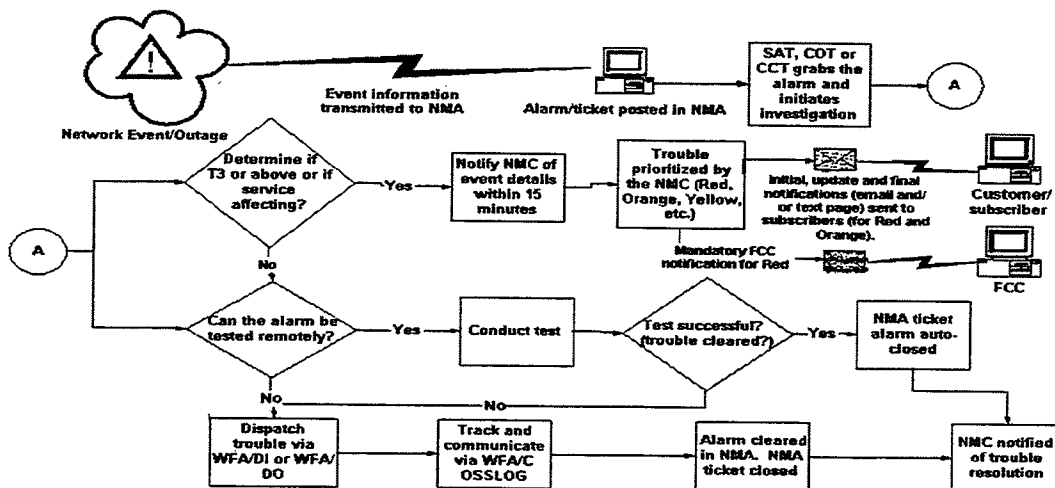 Network Event/Outage
Event information
transmitted to NMA
Alarm/ticket posted in NMA
SAT, COT or
CCT grabs the
alarm and
initiates
investigation
A
A
Determine if
T3 or above or if
service
affecting?
Yes
Notify NMC of
event details
within 15
minutes
Trouble
prioritized by
the NMC (Red,
Orange, Yellow,
etc.)
Initial, update and final
notifications (email and/
or text page) sent to
subscribers (for Red and
Orange).
Customer/
subscriber
Mandatory FCC
notification for Red
FCC
No
Can the alarm be
tested remotely?
Yes
Conduct test
Test successful?
(trouble cleared?)
Yes
NMA ticket
alarm auto-
closed
No
No
Dispatch
trouble via
WFA/DI or WFA/
DO
Track and
communicate
via WFA/C
OSSLOG
Alarm cleared
in NMA. NMA
ticket closed
NMC notified
of trouble
resolution